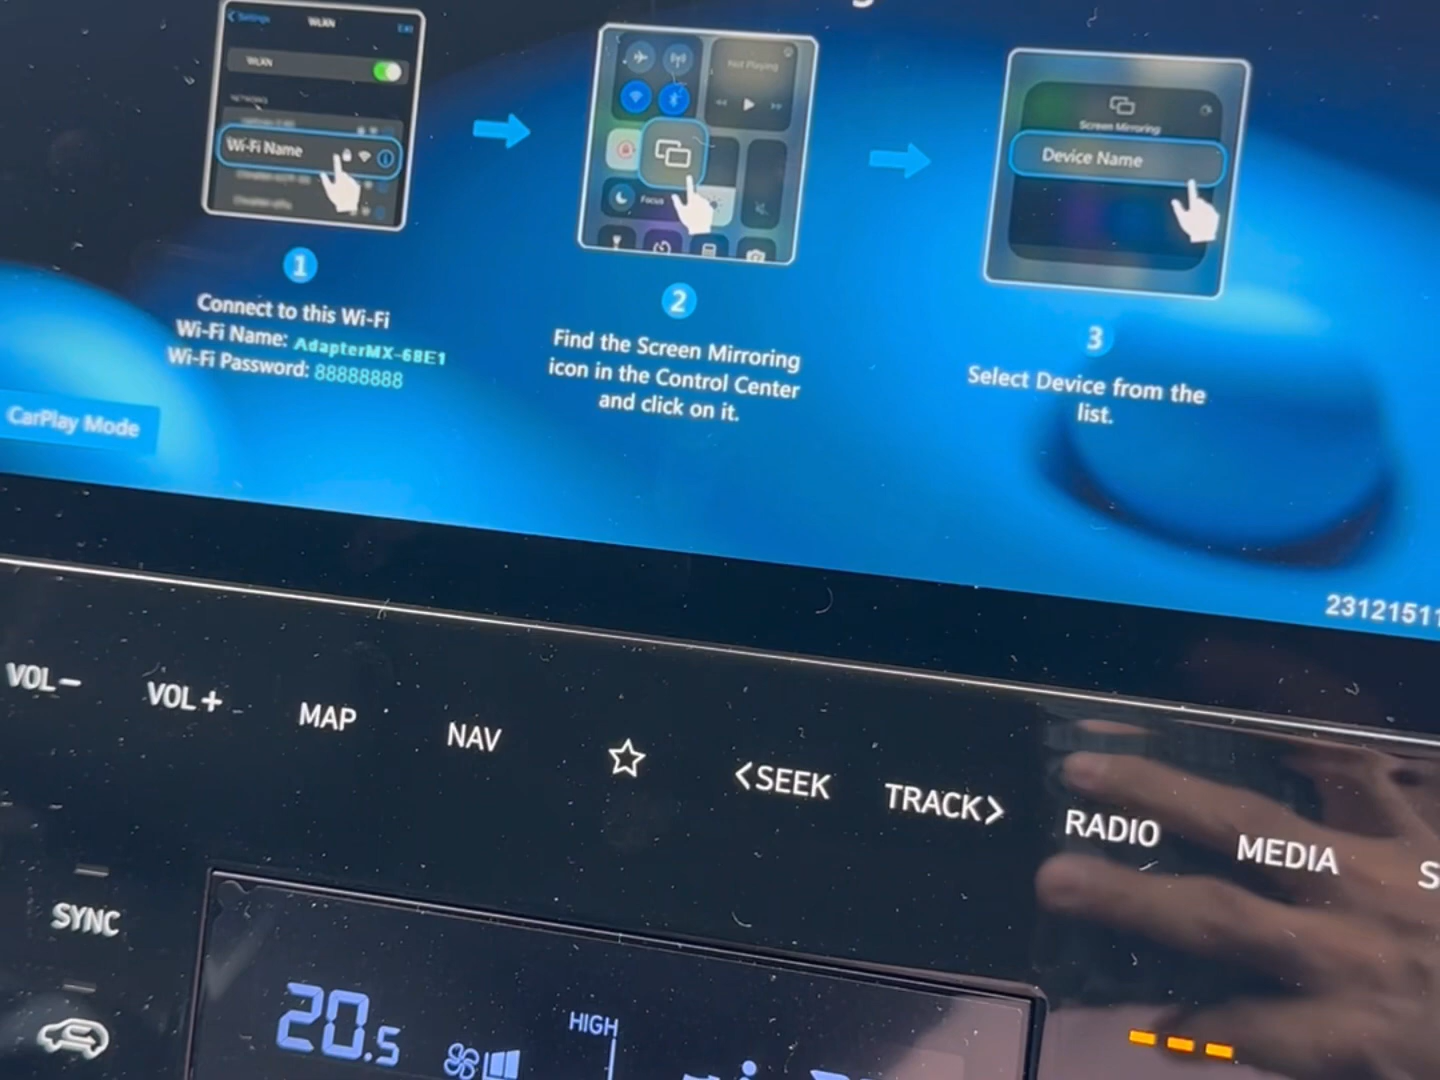 Settings
WLAN
Edit
WLAN
NETWORKS
Wi-Fi Name
Not Playing
Focus
Screen Mirroring
Device Name
1
Connect to this Wi-Fi
Wi-Fi Name: AdapterMX-68E1
Wi-Fi Password: 88888888
2
Find the Screen Mirroring
icon in the Control Center
and click on it.
3
Select Device from the
list.
CarPlay Mode
23121511
VOL− VOL+ MAP NAV ☆ <SEEK TRACK> RADIO MEDIA S
SYNC
20.5
HIGH